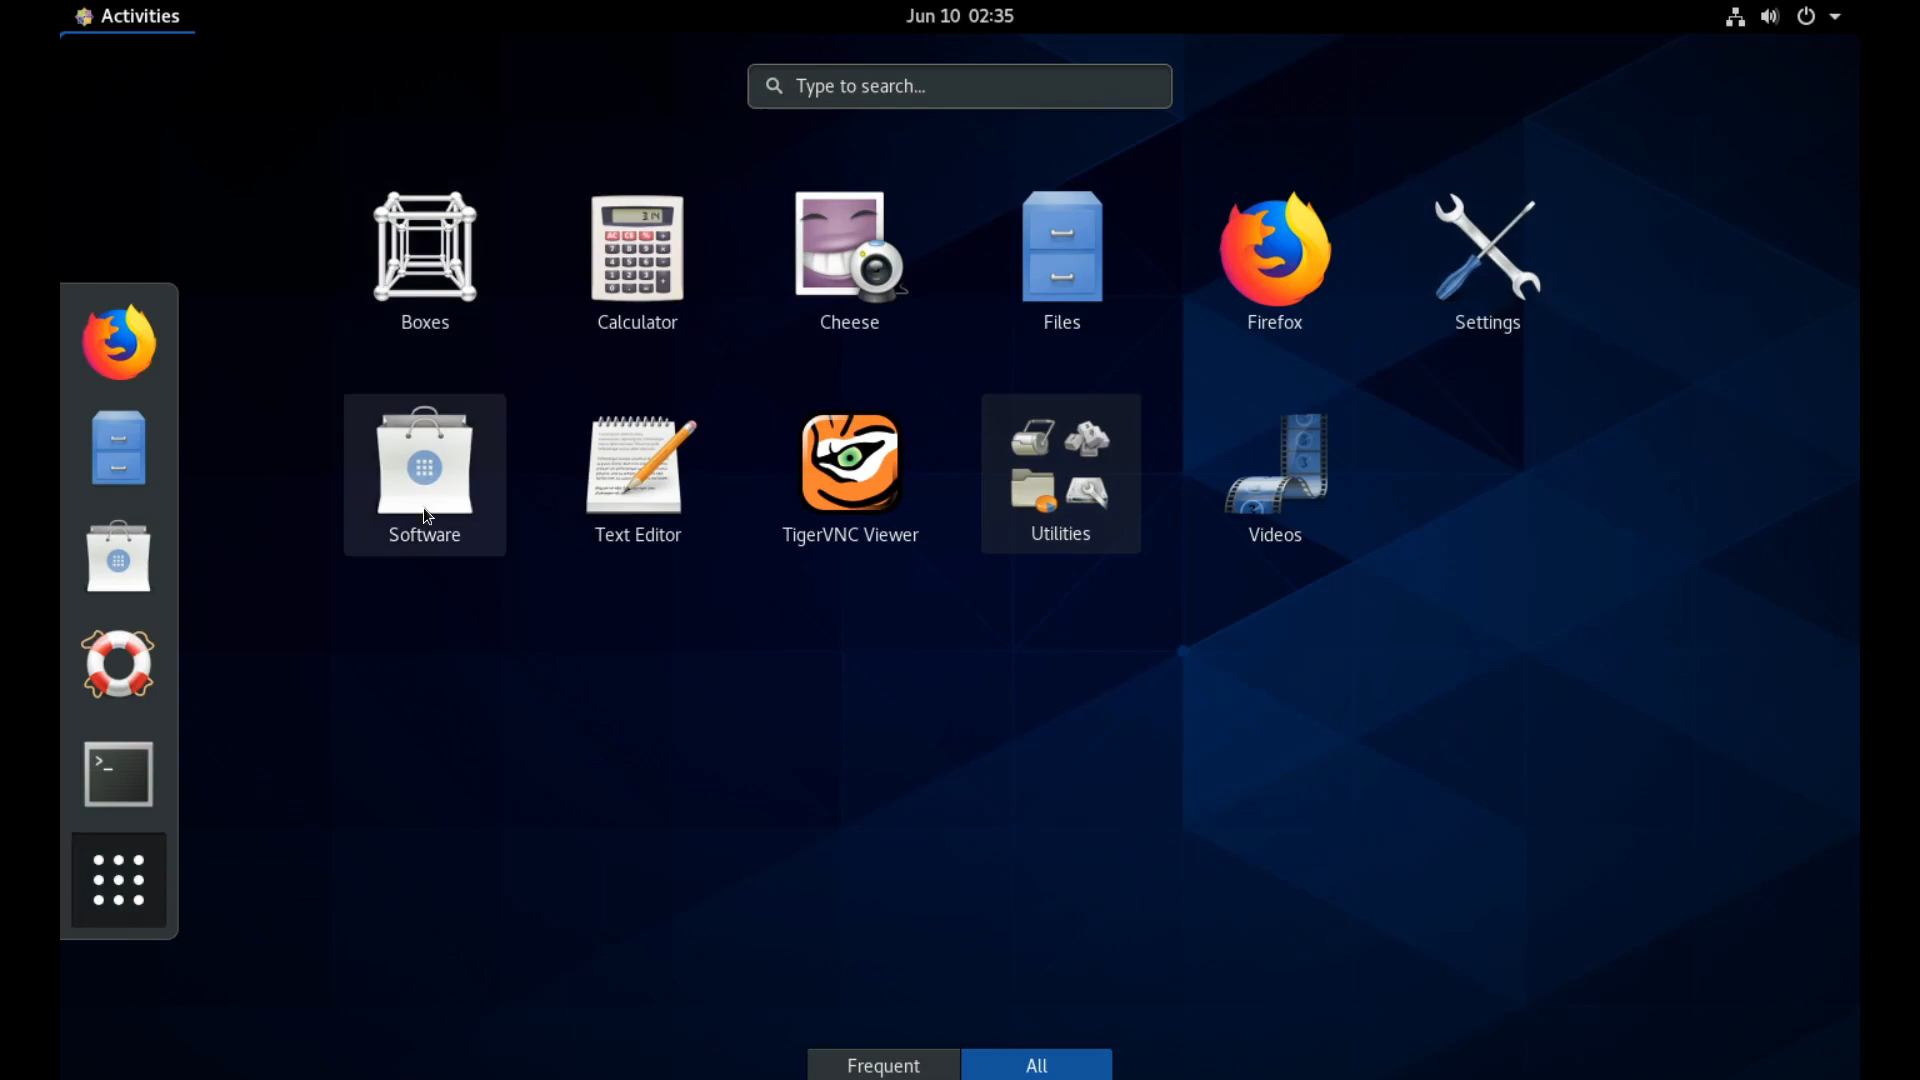 Activities
Jun 10 02:35
Type to search...
Boxes
Calculator
Cheese
Files
Firefox
Settings
Software
Text Editor
TigerVNC Viewer
Utilities
Videos
Frequent
All